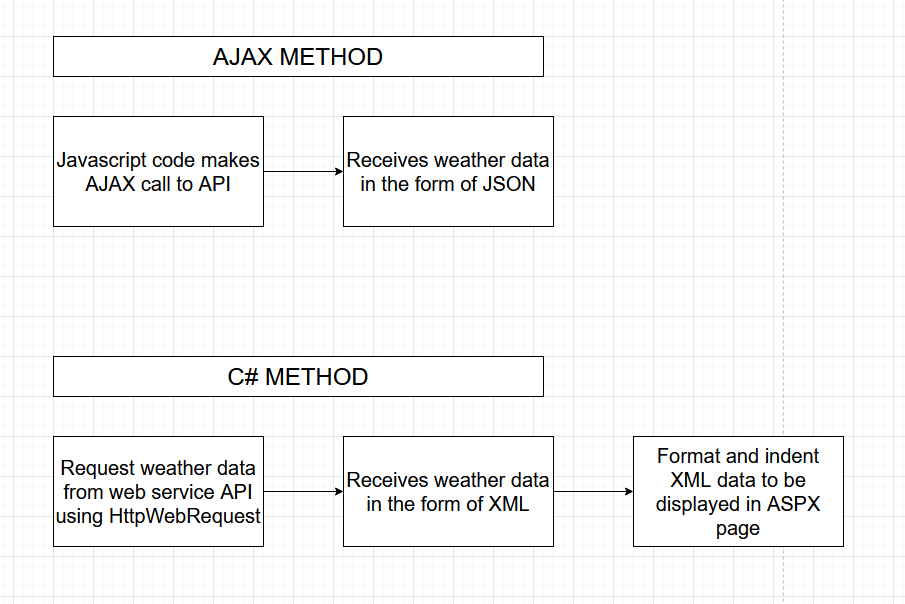 AJAX METHOD
Javascript code makes
AJAX call to API
Receives weather data
in the form of JSON
C# METHOD
Request weather data
from web service API
using HttpWebRequest
Receives weather data
in the form of XML
Format and indent
XML data to be
displayed in ASPX
page